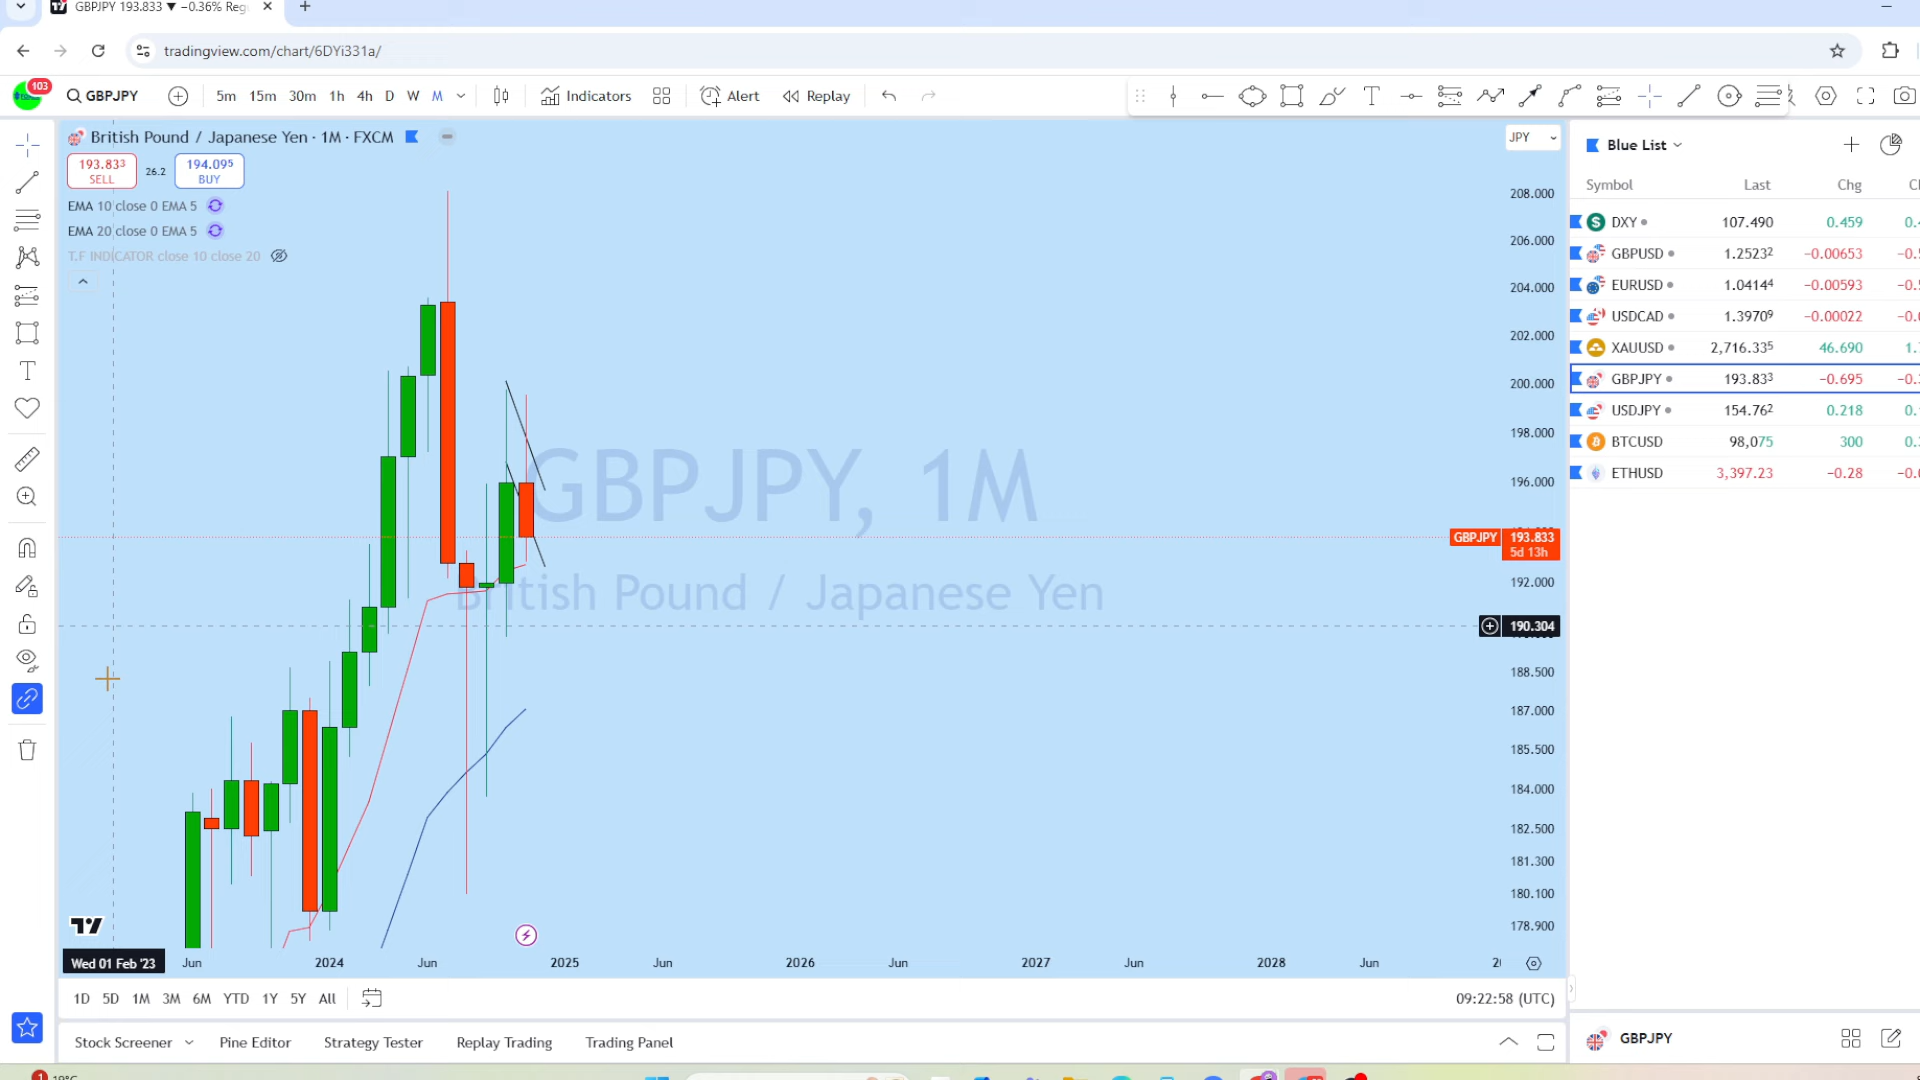 GBPJPY 193.833 ▼ −0.36%
tradingview.com/chart/6DYi331a/
103
GBPJPY 5m 15m 30m 1h 4h D W M Indicators Alert Replay
British Pound / Japanese Yen · 1M · FXCM
JPY
193.833 SELL
26.2
194.095 BUY
EMA 10 close 0 EMA 5
EMA 20 close 0 EMA 5
T.F INDICATOR close 10 close 20
GBPJPY, 1M
British Pound / Japanese Yen
208.000
206.000
204.000
202.000
200.000
198.000
196.000
GBPJPY 193.833
5d 13h
192.000
190.304
188.500
187.000
185.500
184.000
182.500
181.300
180.100
178.900
Wed 01 Feb '23 Jun 2024 Jun 2025 Jun 2026 Jun 2027 Jun 2028 Jun
1D 5D 1M 3M 6M YTD 1Y 5Y All
09:22:58 (UTC)
Stock Screener Pine Editor Strategy Tester Replay Trading Trading Panel
Blue List
Symbol Last Chg
DXY 107.490 0.459
GBPUSD 1.25232 −0.00653
EURUSD 1.04144 −0.00593
USDCAD 1.39709 −0.00022
XAUUSD 2,716.335 46.690
GBPJPY 193.833 −0.695
USDJPY 154.762 0.218
BTCUSD 98,075 300
ETHUSD 3,397.23 −0.28
GBPJPY